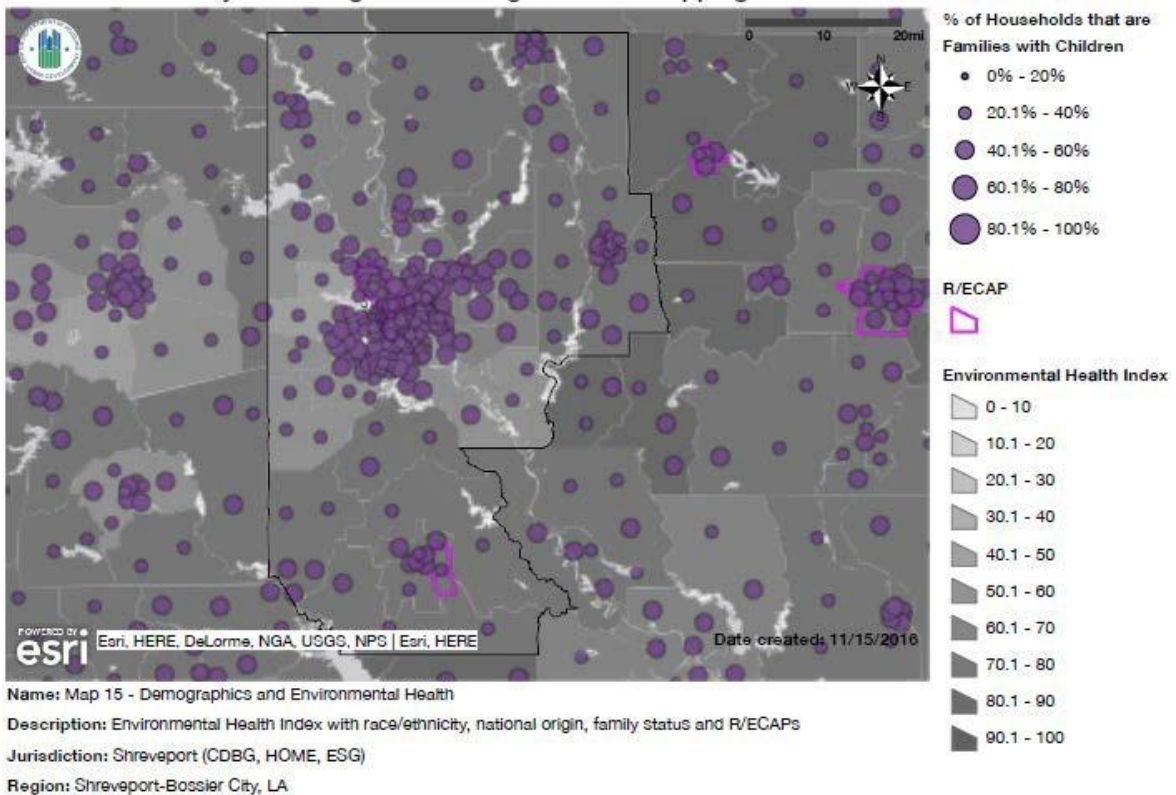 0 10 20mi
N
W E
S
% of Households that are
Families with Children
0% - 20%
20.1% - 40%
40.1% - 60%
60.1% - 80%
80.1% - 100%
R/ECAP
Environmental Health Index
0 - 10
10.1 - 20
20.1 - 30
30.1 - 40
40.1 - 50
50.1 - 60
60.1 - 70
70.1 - 80
80.1 - 90
90.1 - 100
POWERED BY
esri
Esri, HERE, DeLorme, NGA, USGS, NPS | Esri, HERE
Date created: 11/15/2016
Name: Map 15 - Demographics and Environmental Health
Description: Environmental Health Index with race/ethnicity, national origin, family status and R/ECAPs
Jurisdiction: Shreveport (CDBG, HOME, ESG)
Region: Shreveport-Bossier City, LA